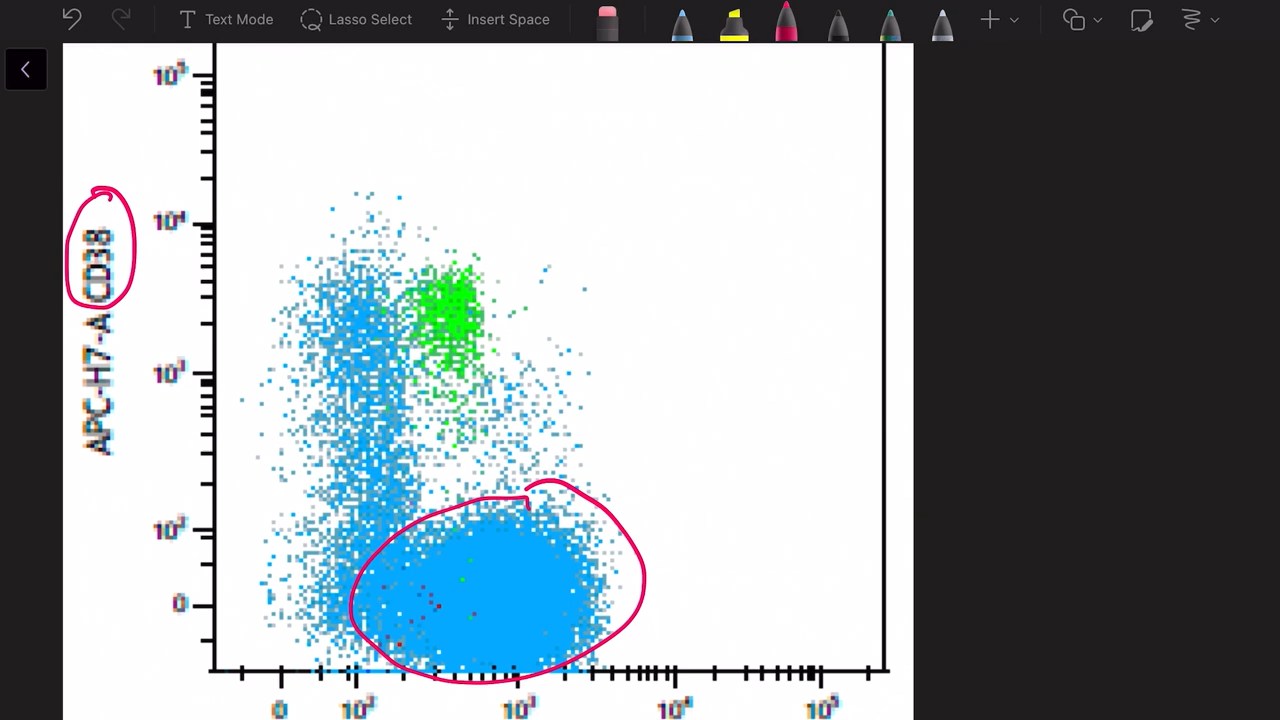 Text Mode
Lasso Select
Insert Space
APC-H7-A CD38
10⁵
10⁴
10³
10²
0
0 10² 10³ 10⁴ 10⁵